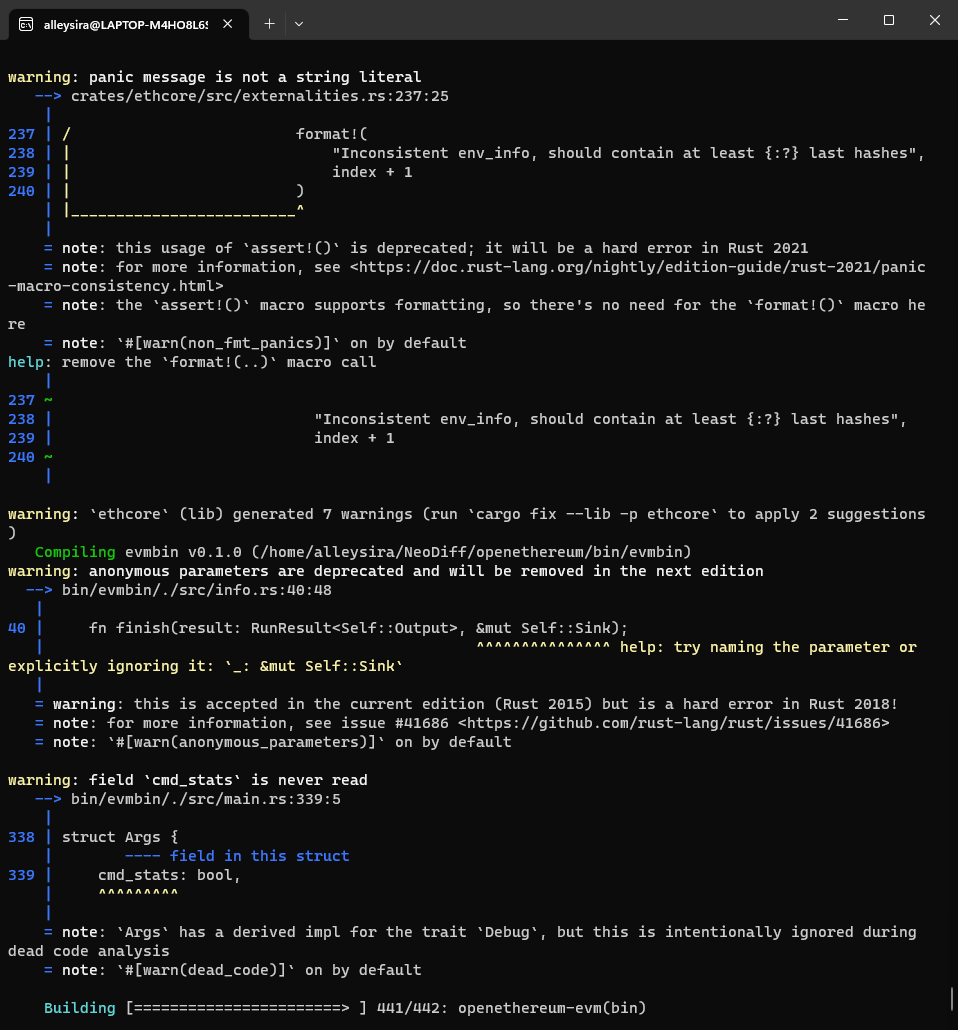 alleysira@LAPTOP-M4HO8L6S
warning: panic message is not a string literal
   --> crates/ethcore/src/externalities.rs:237:25
    |
237 | /                         format!(
238 | |                             "Inconsistent env_info, should contain at least {:?} last hashes",
239 | |                             index + 1
240 | |                         )
    | |_________________________^
    |
    = note: this usage of `assert!()` is deprecated; it will be a hard error in Rust 2021
    = note: for more information, see <https://doc.rust-lang.org/nightly/edition-guide/rust-2021/panic
-macro-consistency.html>
    = note: the `assert!()` macro supports formatting, so there's no need for the `format!()` macro he
re
    = note: `#[warn(non_fmt_panics)]` on by default
help: remove the `format!(..)` macro call
    |
237 ~
238 |                             "Inconsistent env_info, should contain at least {:?} last hashes",
239 |                             index + 1
240 ~
    |
warning: `ethcore` (lib) generated 7 warnings (run `cargo fix --lib -p ethcore` to apply 2 suggestions
)
   Compiling evmbin v0.1.0 (/home/alleysira/NeoDiff/openethereum/bin/evmbin)
warning: anonymous parameters are deprecated and will be removed in the next edition
  --> bin/evmbin/./src/info.rs:40:48
   |
40 |     fn finish(result: RunResult<Self::Output>, &mut Self::Sink);
   |                                                ^^^^^^^^^^^^^^^ help: try naming the parameter or
explicitly ignoring it: `_: &mut Self::Sink`
   |
   = warning: this is accepted in the current edition (Rust 2015) but is a hard error in Rust 2018!
   = note: for more information, see issue #41686 <https://github.com/rust-lang/rust/issues/41686>
   = note: `#[warn(anonymous_parameters)]` on by default
warning: field `cmd_stats` is never read
   --> bin/evmbin/./src/main.rs:339:5
    |
338 | struct Args {
    |        ---- field in this struct
339 |     cmd_stats: bool,
    |     ^^^^^^^^^
    |
    = note: `Args` has a derived impl for the trait `Debug`, but this is intentionally ignored during
dead code analysis
    = note: `#[warn(dead_code)]` on by default
    Building [=======================> ] 441/442: openethereum-evm(bin)